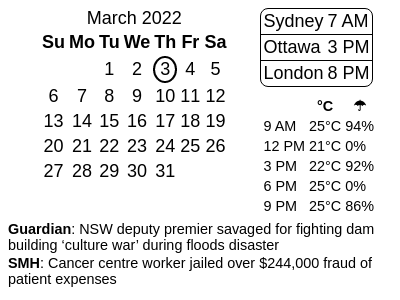 March 2022
Su Mo Tu We Th Fr Sa
1 2 3 4 5
6 7 8 9 10 11 12
13 14 15 16 17 18 19
20 21 22 23 24 25 26
27 28 29 30 31
Sydney 7 AM
Ottawa 3 PM
London 8 PM
°C ☂
9 AM 25°C 94%
12 PM 21°C 0%
3 PM 22°C 92%
6 PM 25°C 0%
9 PM 25°C 86%
Guardian: NSW deputy premier savaged for fighting dam
building ‘culture war’ during floods disaster
SMH: Cancer centre worker jailed over $244,000 fraud of
patient expenses